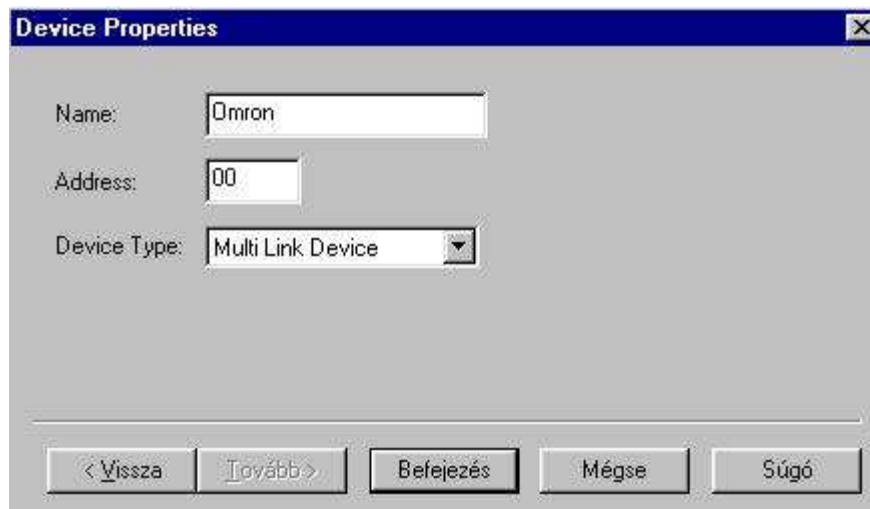 Device Properties
Name: Omron
Address: 00
Device Type: Multi Link Device
< Vissza Tovább > Befejezés Mégse Súgó